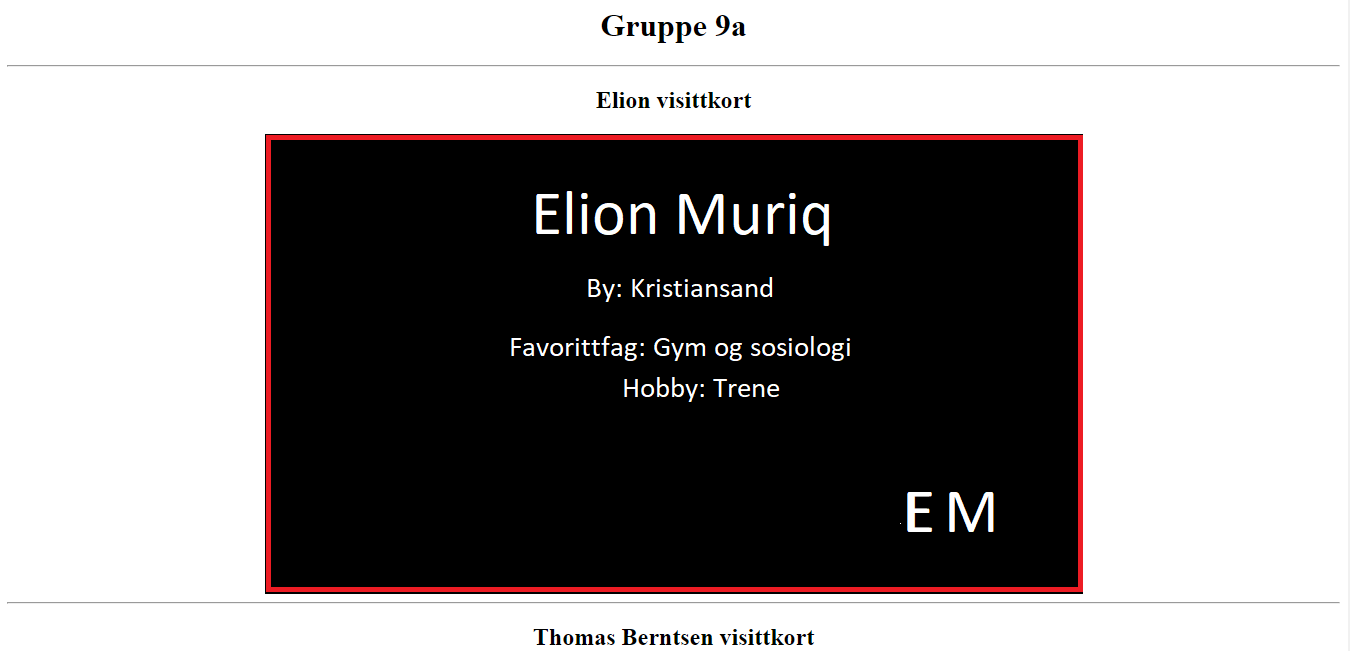 Gruppe 9a
Elion visittkort
Elion Muriq
By: Kristiansand
Favorittfag: Gym og sosiologi
Hobby: Trene
E M
Thomas Berntsen visittkort